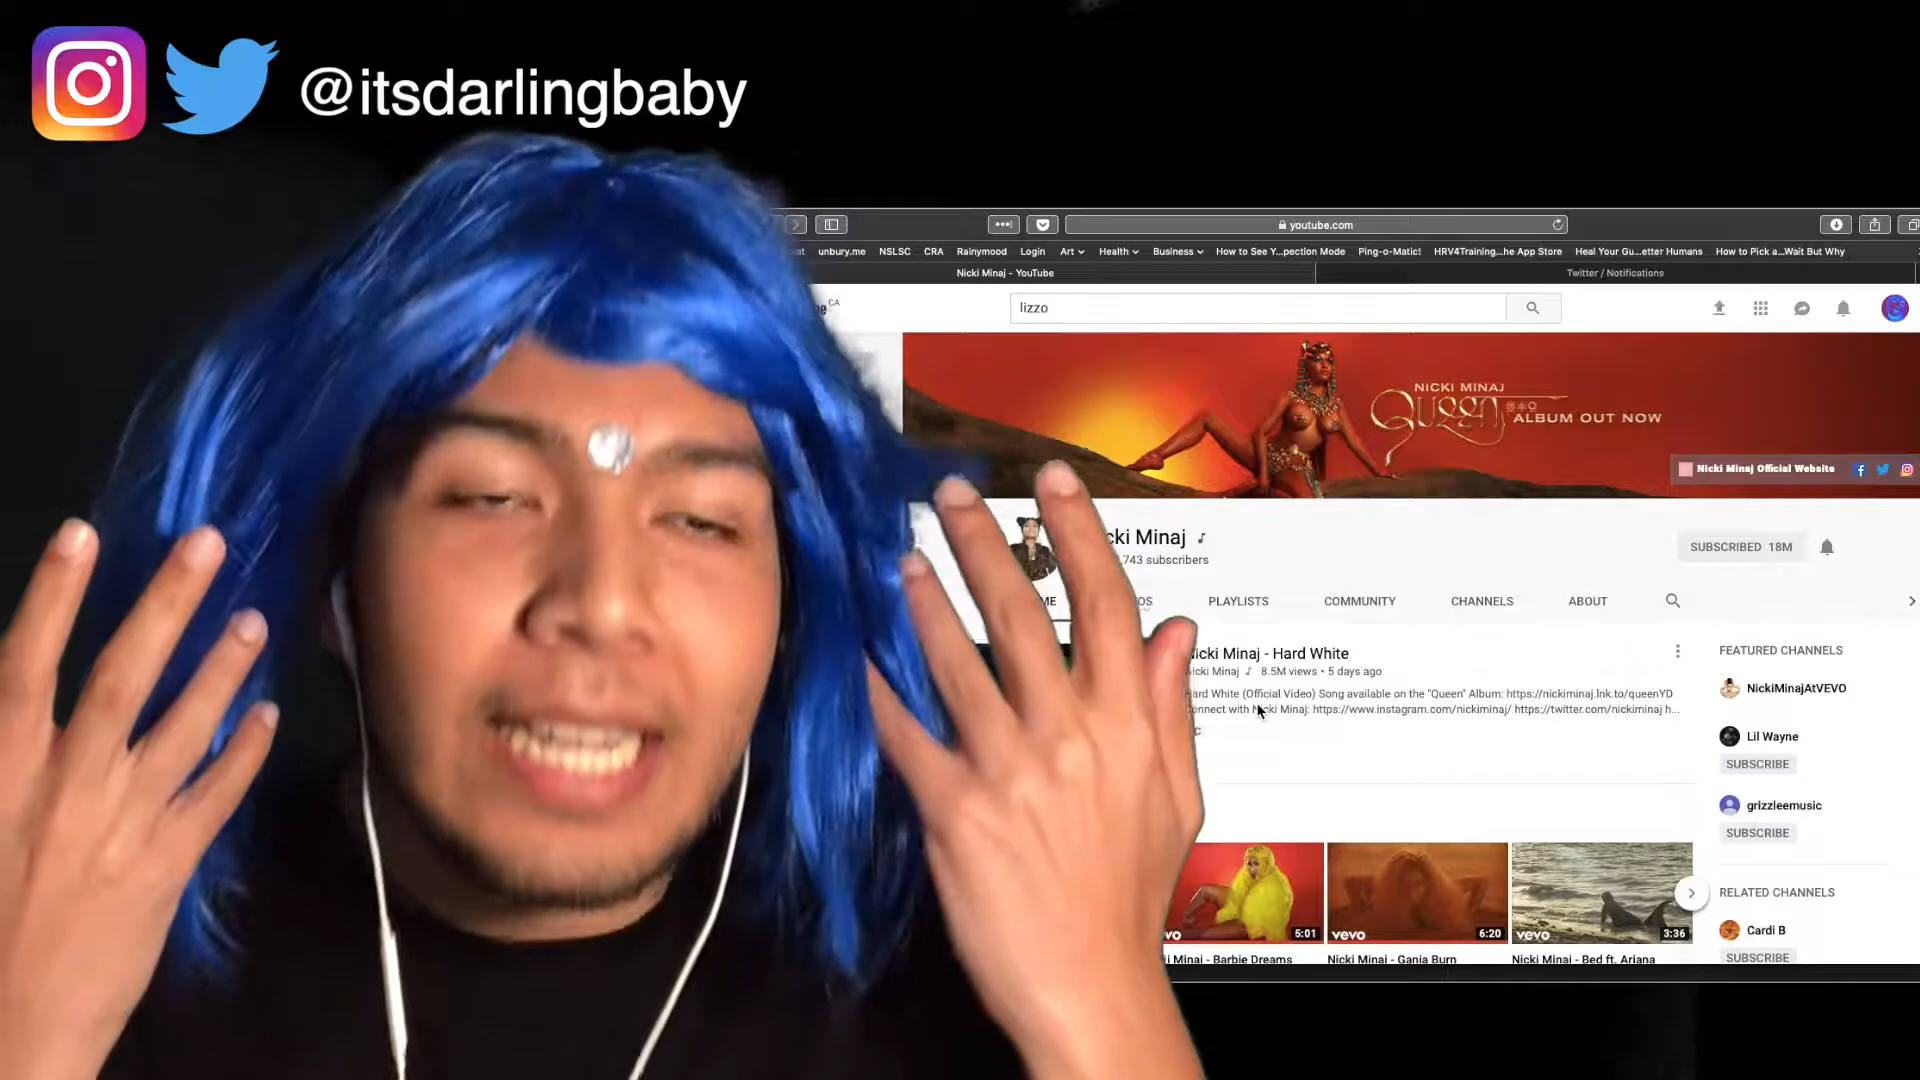 @itsdarlingbaby
youtube.com
unbury.me NSLSC CRA Rainymood Login Art Health Business How to See Y...pection Mode Ping-o-Matic! HRV4Training...he App Store Heal Your Gu...etter Humans How to Pick a...Wait But Why
Nicki Minaj - YouTube
Twitter / Notifications
CA
lizzo
NICKI MINAJ
Queen
ALBUM OUT NOW
Nicki Minaj Official Website
cki Minaj
,743 subscribers
SUBSCRIBED 18M
ME OS PLAYLISTS COMMUNITY CHANNELS ABOUT
Nicki Minaj - Hard White
icki Minaj 8.5M views • 5 days ago
Hard White (Official Video) Song available on the "Queen" Album: https://nickiminaj.lnk.to/queenYD
onnect with Nicki Minaj: https://www.instagram.com/nickiminaj/ https://twitter.com/nickiminaj h...
FEATURED CHANNELS
NickiMinajAtVEVO
Lil Wayne
SUBSCRIBE
grizzleemusic
SUBSCRIBE
RELATED CHANNELS
Cardi B
SUBSCRIBE
vo 5:01
vevo 6:20
vevo 3:36
i Minaj - Barbie Dreams
Nicki Minaj - Ganja Burn
Nicki Minaj - Bed ft. Ariana